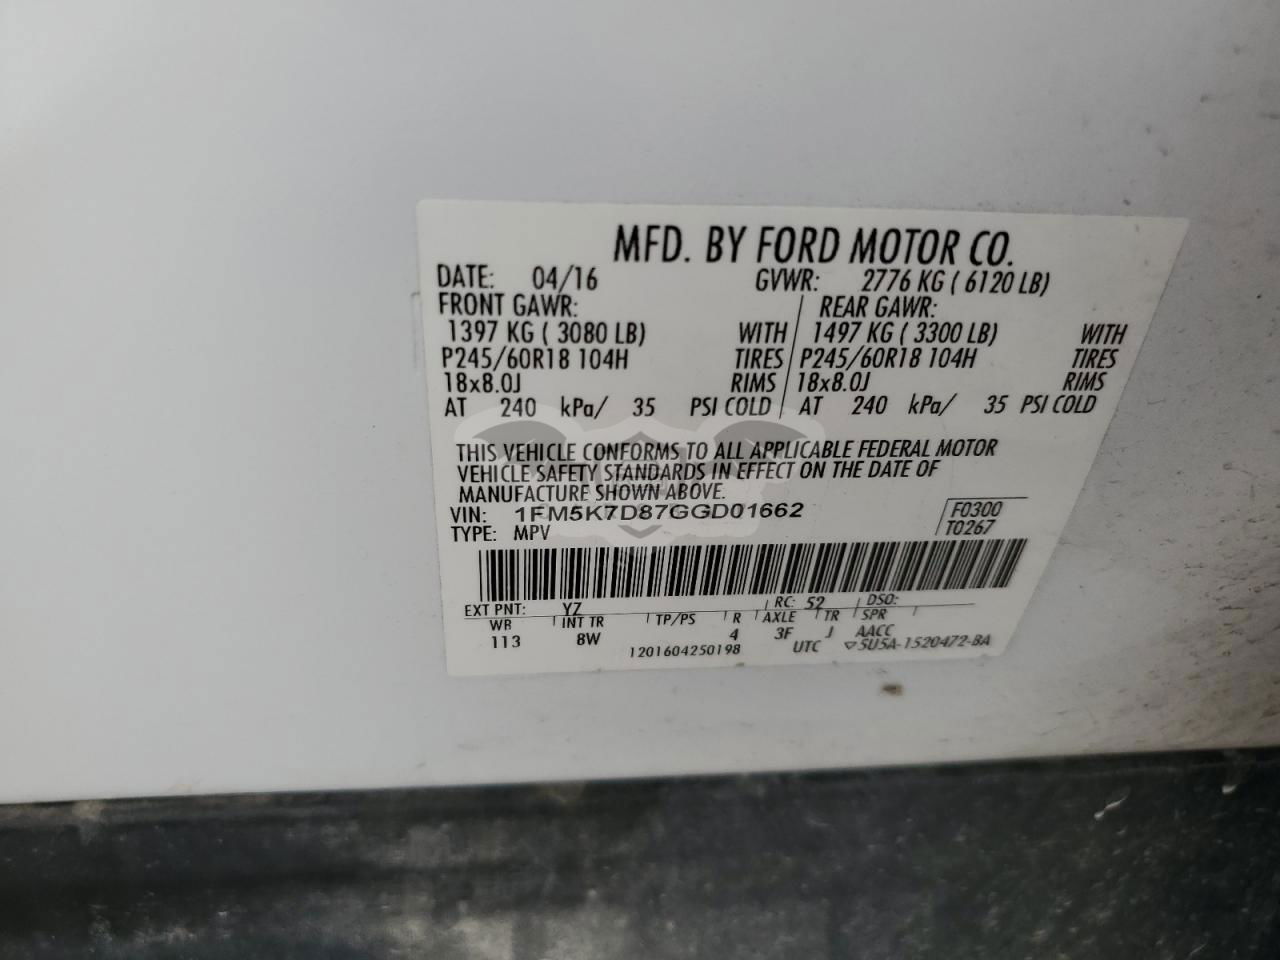 MFD. BY FORD MOTOR CO.
DATE: 04/16 GVWR: 2776 KG ( 6120 LB)
FRONT GAWR: REAR GAWR:
1397 KG ( 3080 LB) WITH 1497 KG ( 3300 LB) WITH
P245/60R18 104H TIRES P245/60R18 104H TIRES
18x8.0J RIMS 18x8.0J RIMS
AT 240 kPa/ 35 PSI COLD AT 240 kPa/ 35 PSI COLD
THIS VEHICLE CONFORMS TO ALL APPLICABLE FEDERAL MOTOR
VEHICLE SAFETY STANDARDS IN EFFECT ON THE DATE OF
MANUFACTURE SHOWN ABOVE.
VIN: 1FM5K7D87GGD01662 F0300
TYPE: MPV T0267
EXT PNT: YZ RC: 52 DSO:
WB INT TR TP/PS R AXLE TR SPR
113 8W 4 3F J AACC
1201604250198 UTC ▽5U5A-1520472-BA